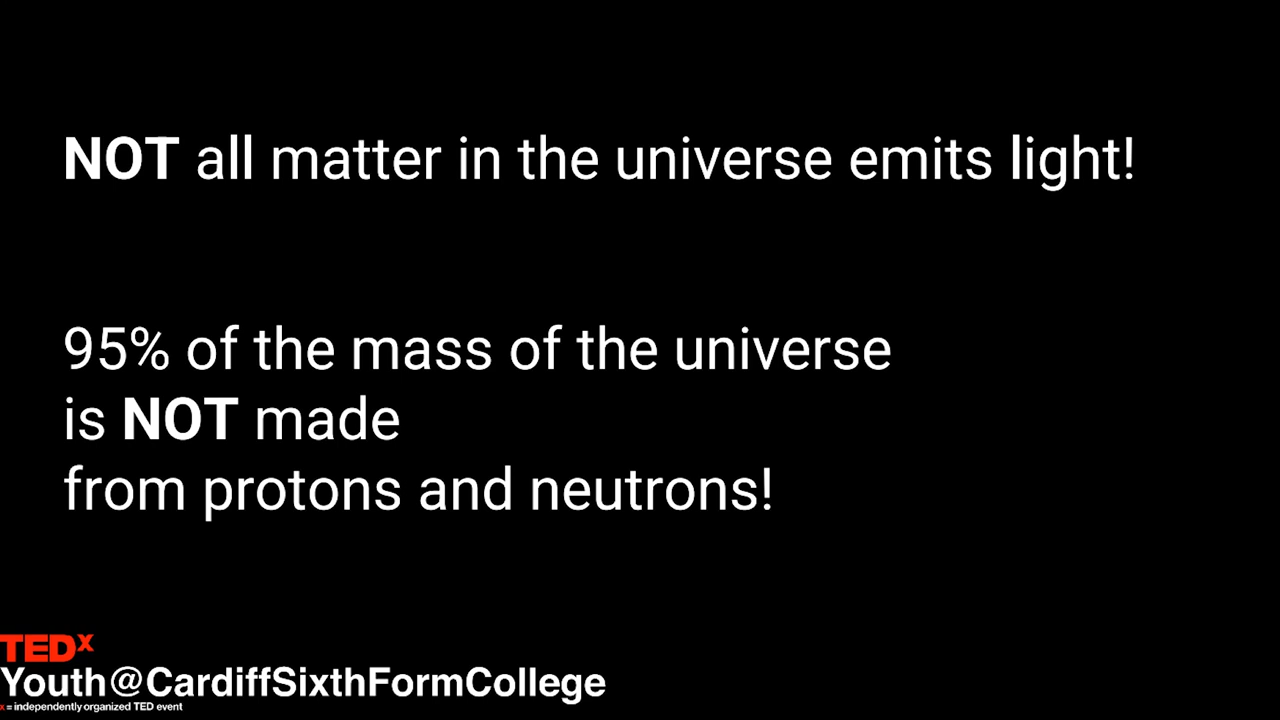 NOT all matter in the universe emits light!
95% of the mass of the universe
is NOT made
from protons and neutrons!
TEDx
Youth@CardiffSixthFormCollege
x = independently organized TED event